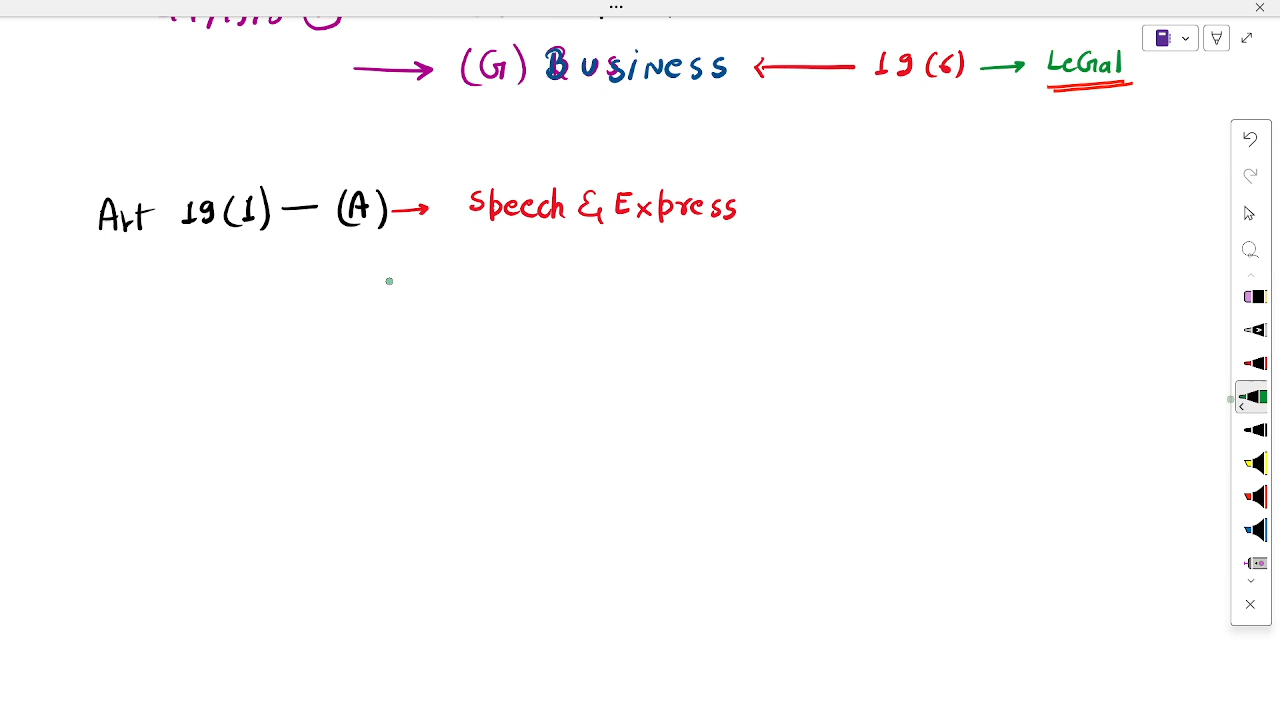 → (G) Business ← 19(6) → LeGal
Art 19(1) — (A) → Speech & Express